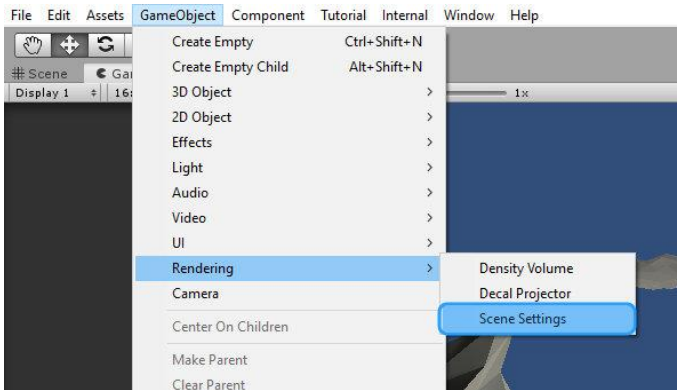 File Edit Assets GameObject Component Tutorial Internal Window Help
Create Empty Ctrl+Shift+N
# Scene Create Empty Child Alt+Shift+N
Display 1 3D Object 1x
2D Object
Effects
Light
Audio
Video
UI
Rendering Density Volume
Camera Decal Projector
Scene Settings
Center On Children
Make Parent
Clear Parent